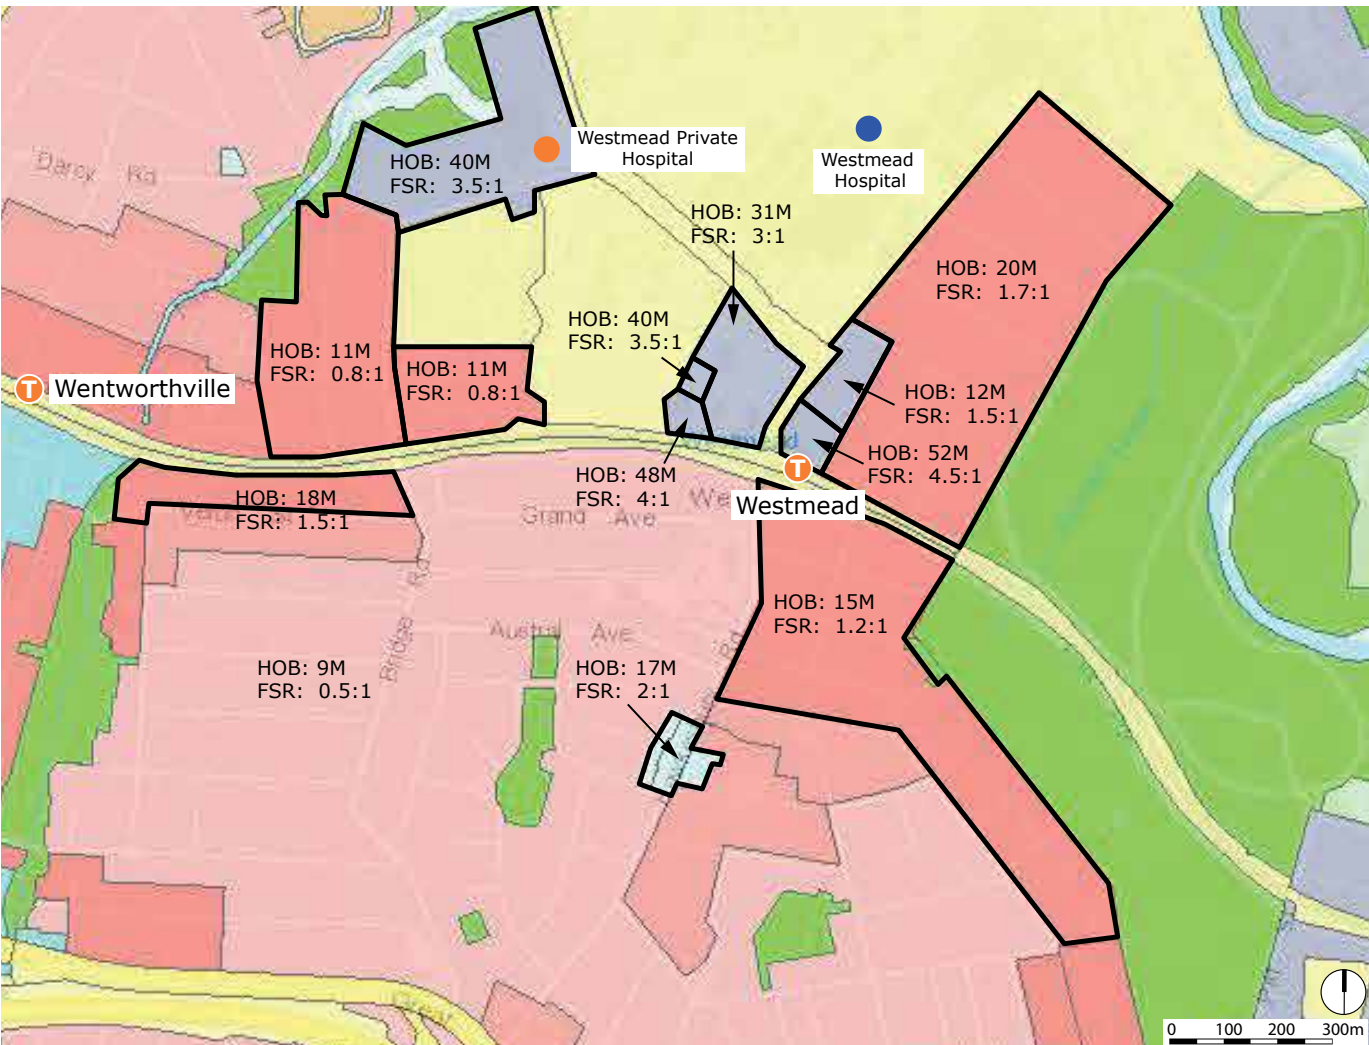 Westmead Private
Hospital
Westmead
Hospital
Darcy Rd
HOB: 40M
FSR: 3.5:1
HOB: 31M
FSR: 3:1
HOB: 20M
FSR: 1.7:1
HOB: 40M
FSR: 3.5:1
HOB: 11M
FSR: 0.8:1
HOB: 11M
FSR: 0.8:1
T Wentworthville
HOB: 12M
FSR: 1.5:1
HOB: 52M
FSR: 4.5:1
HOB: 48M
FSR: 4:1
T
Westmead
HOB: 18M
FSR: 1.5:1
Grand Ave
Bridge Rd
HOB: 15M
FSR: 1.2:1
Austral Ave
Rd
HOB: 9M
FSR: 0.5:1
HOB: 17M
FSR: 2:1
0 100 200 300m